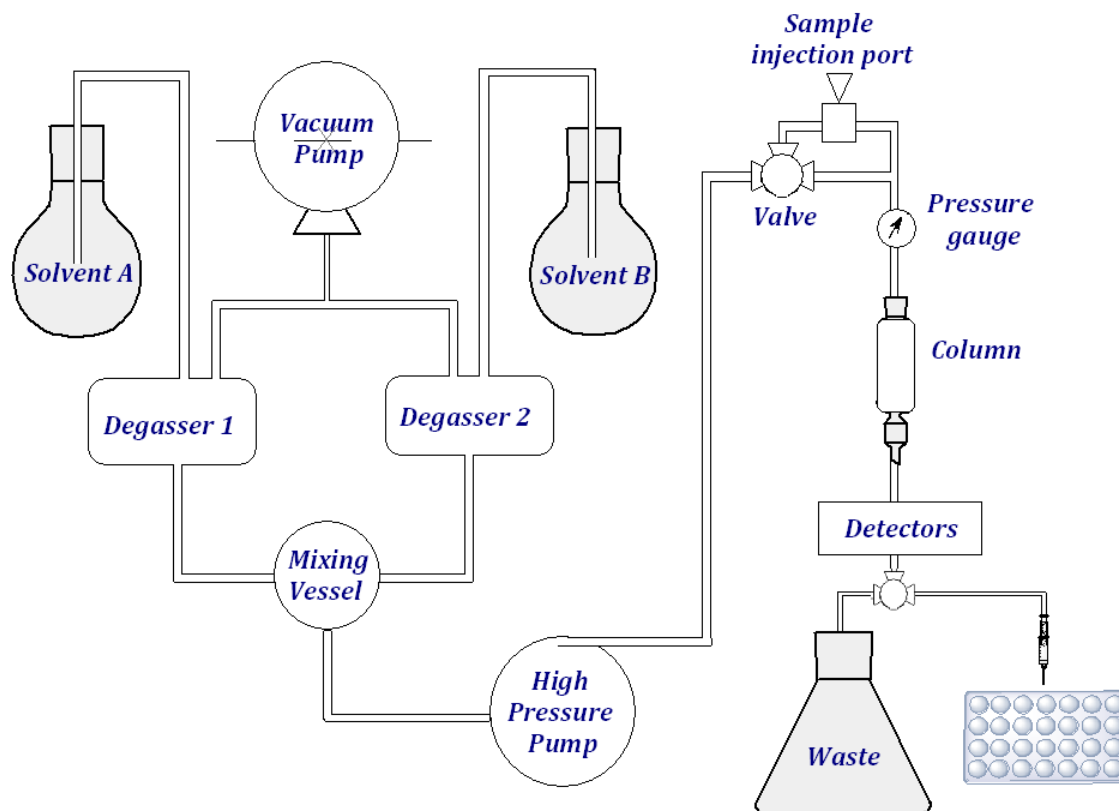 Sample
injection port
Vacuum
Pump
Valve
Pressure
gauge
Solvent A
Solvent B
Column
Degasser 1
Degasser 2
Detectors
Mixing
Vessel
High
Pressure
Pump
Waste